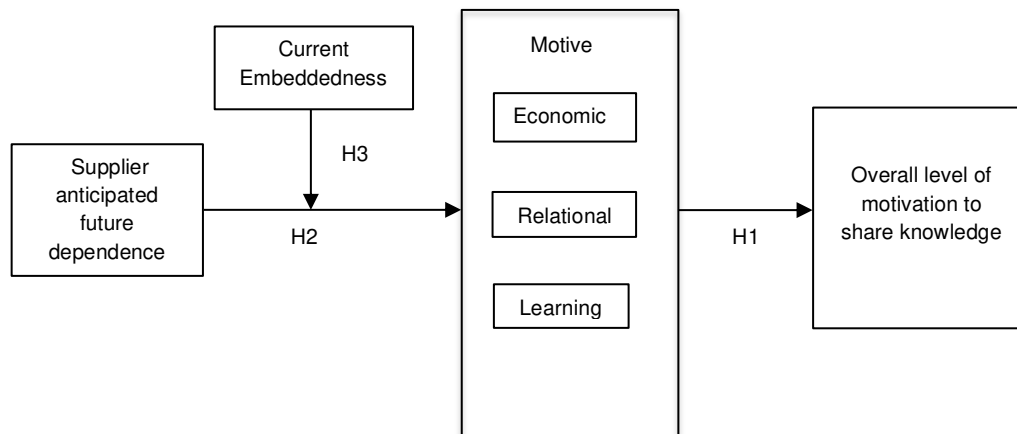 Current
Embeddedness
Motive
Economic
H3
Supplier
anticipated
future
dependence
H2
Relational
Learning
H1
Overall level of
motivation to
share knowledge